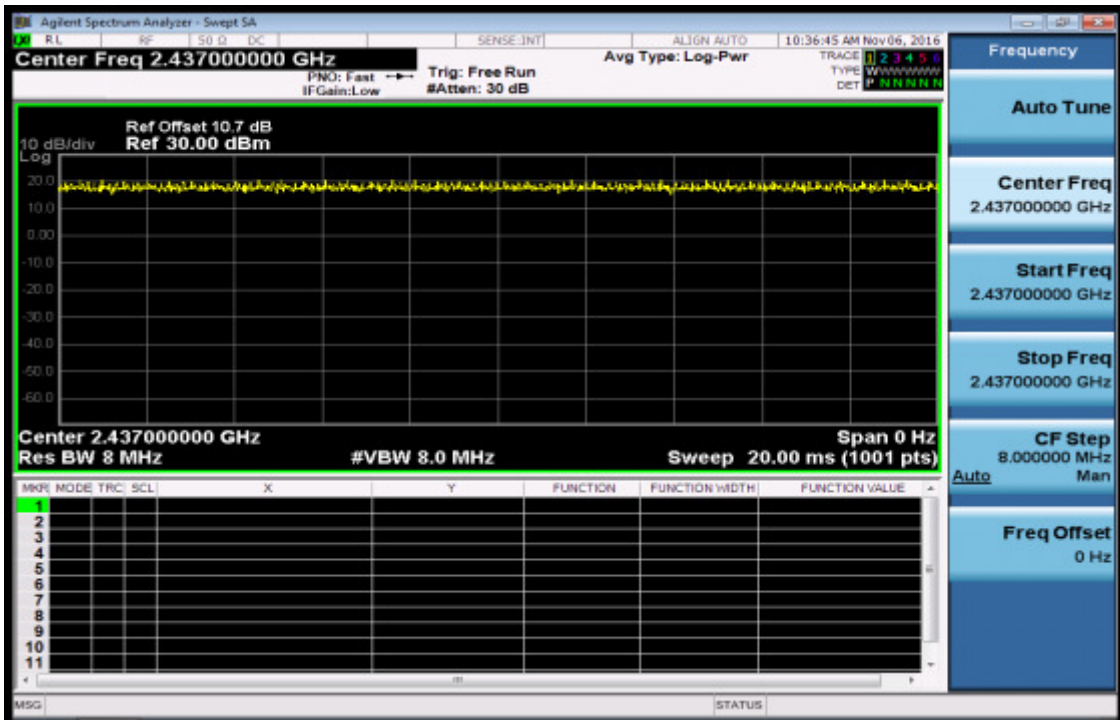 Agilent Spectrum Analyzer - Swept SA
RL RF 50 Ω DC SENSE:INT ALIGN AUTO 10:36:45 AM Nov 06, 2016
Center Freq 2.437000000 GHz
PNO: Fast
IFGain:Low
Trig: Free Run
#Atten: 30 dB
Avg Type: Log-Pwr
TRACE 1 2 3 4 5 6
TYPE WWWWWW
DET P N N N N N
Ref Offset 10.7 dB
10 dB/div Ref 30.00 dBm
Log
20.0
10.0
0.00
-10.0
-20.0
-30.0
-40.0
-50.0
-60.0
Center 2.437000000 GHz Span 0 Hz
Res BW 8 MHz #VBW 8.0 MHz Sweep 20.00 ms (1001 pts)
MKR MODE TRC SCL X Y FUNCTION FUNCTION WIDTH FUNCTION VALUE
1
2
3
4
5
6
7
8
9
10
11
MSG STATUS
Frequency
Auto Tune
Center Freq
2.437000000 GHz
Start Freq
2.437000000 GHz
Stop Freq
2.437000000 GHz
CF Step
8.000000 MHz
Auto Man
Freq Offset
0 Hz